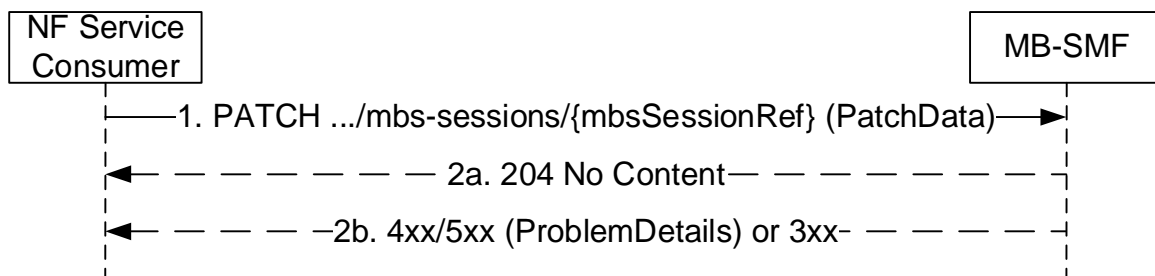 NF Service
Consumer
MB-SMF
1. PATCH .../mbs-sessions/{mbsSessionRef} (PatchData)
2a. 204 No Content
2b. 4xx/5xx (ProblemDetails) or 3xx